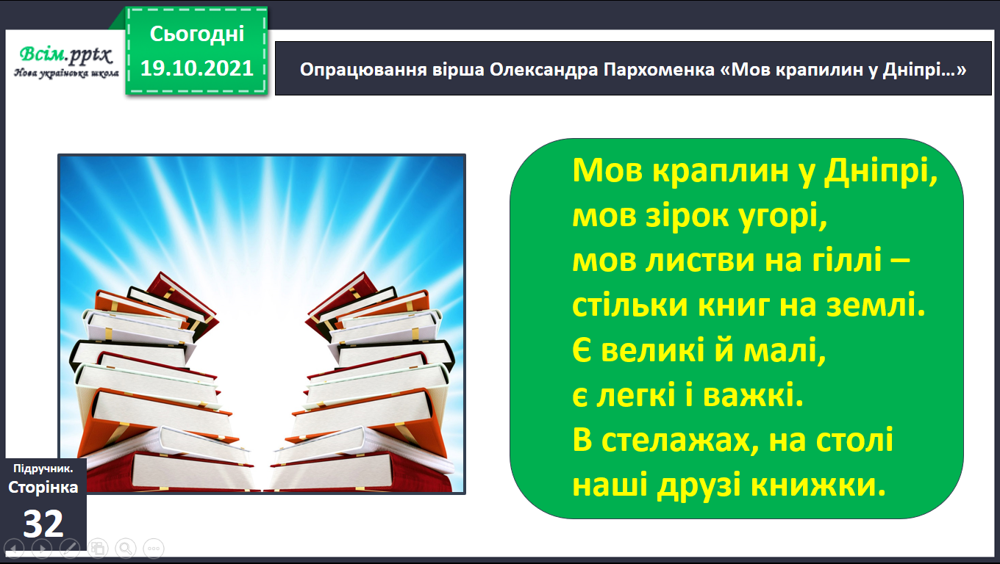 Всім.pptx
Нова українська школа
Сьогодні
19.10.2021
Опрацювання вірша Олександра Пархоменка «Мов крапилин у Дніпрі…»
Мов краплин у Дніпрі,
мов зірок угорі,
мов листви на гіллі –
стільки книг на землі.
Є великі й малі,
є легкі і важкі.
В стелажах, на столі
наші друзі книжки.
Підручник.
Сторінка
32